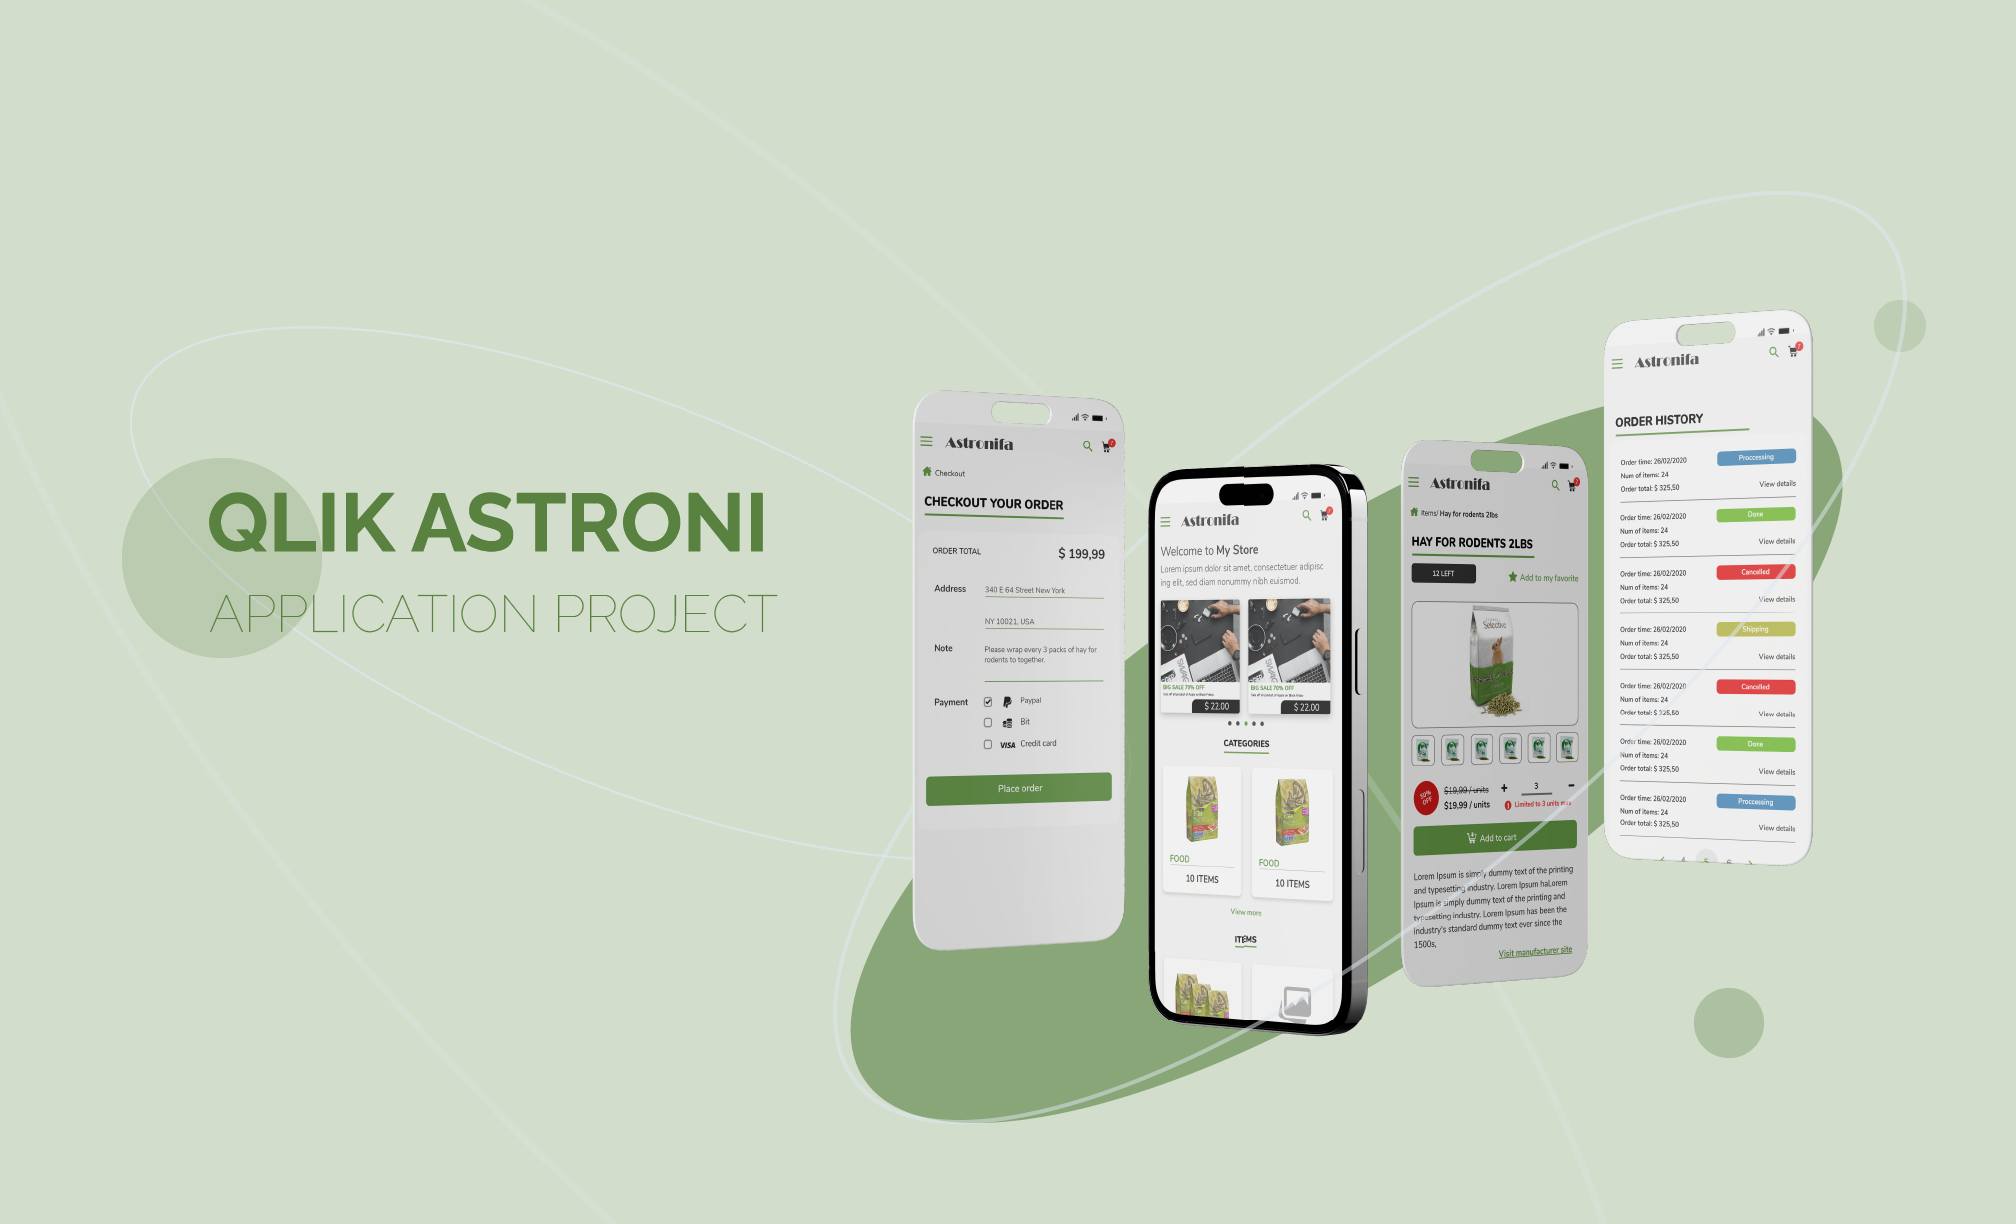 QLIK ASTRONI
APPLICATION PROJECT
Astronifa
Checkout
CHECKOUT YOUR ORDER
ORDER TOTAL $ 199,99
Address 340 E 64 Street New York
NY 10021, USA
Note Please wrap every 3 packs of hay for
rodents to together.
Payment Paypal
Bit
VISA Credit card
Place order
Astronifa
Welcome to My Store
Lorem ipsum dolor sit amet, consectetuer adipisc
ing elit, sed diam nonummy nibh euismod.
BIG SALE 70% OFF BIG SALE 70% OFF
$ 22.00 $ 22.00
CATEGORIES
FOOD FOOD
10 ITEMS 10 ITEMS
View more
ITEMS
Astronifa
Items/ Hay for rodents 2lbs
HAY FOR RODENTS 2LBS
12 LEFT Add to my favorite
Selective
50%
OFF
$19,99 / units + 3 -
$19,99 / units Limited to 3 units
Add to cart
Lorem Ipsum is simply dummy text of the printing
and typesetting industry. Lorem Ipsum haLorem
Ipsum is simply dummy text of the printing and
typesetting industry. Lorem Ipsum has been the
industry's standard dummy text ever since the
1500s,
Visit manufacturer site
Astronifa
ORDER HISTORY
Order time: 26/02/2020 Proccessing
Num of items: 24
Order total: $ 325,50 View details
Order time: 26/02/2020 Done
Num of items: 24
Order total: $ 325,50 View details
Order time: 26/02/2020 Cancelled
Num of items: 24
Order total: $ 325,50 View details
Order time: 26/02/2020 Shipping
Num of items: 24
Order total: $ 325,50 View details
Order time: 26/02/2020 Cancelled
Num of items: 24
Order total: $ 325,50 View details
Order time: 26/02/2020 Done
Num of items: 24
Order total: $ 325,50 View details
Order time: 26/02/2020 Proccessing
Num of items: 24
Order total: $ 325,50 View details